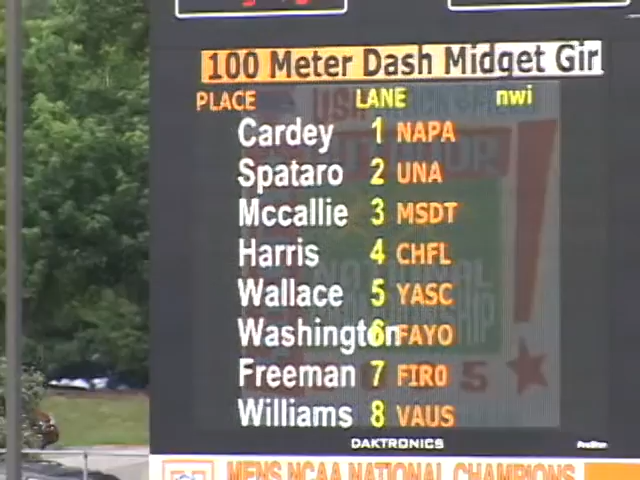 100 Meter Dash Midget Gir
PLACE LANE nwi
Cardey 1 NAPA
Spataro 2 UNA
Mccallie 3 MSDT
Harris 4 CHFL
Wallace 5 YASC
Washington 6 FAYO
Freeman 7 FIRO
Williams 8 VAUS
DAKTRONICS
MENS NCAA NATIONAL CHAMPIONS